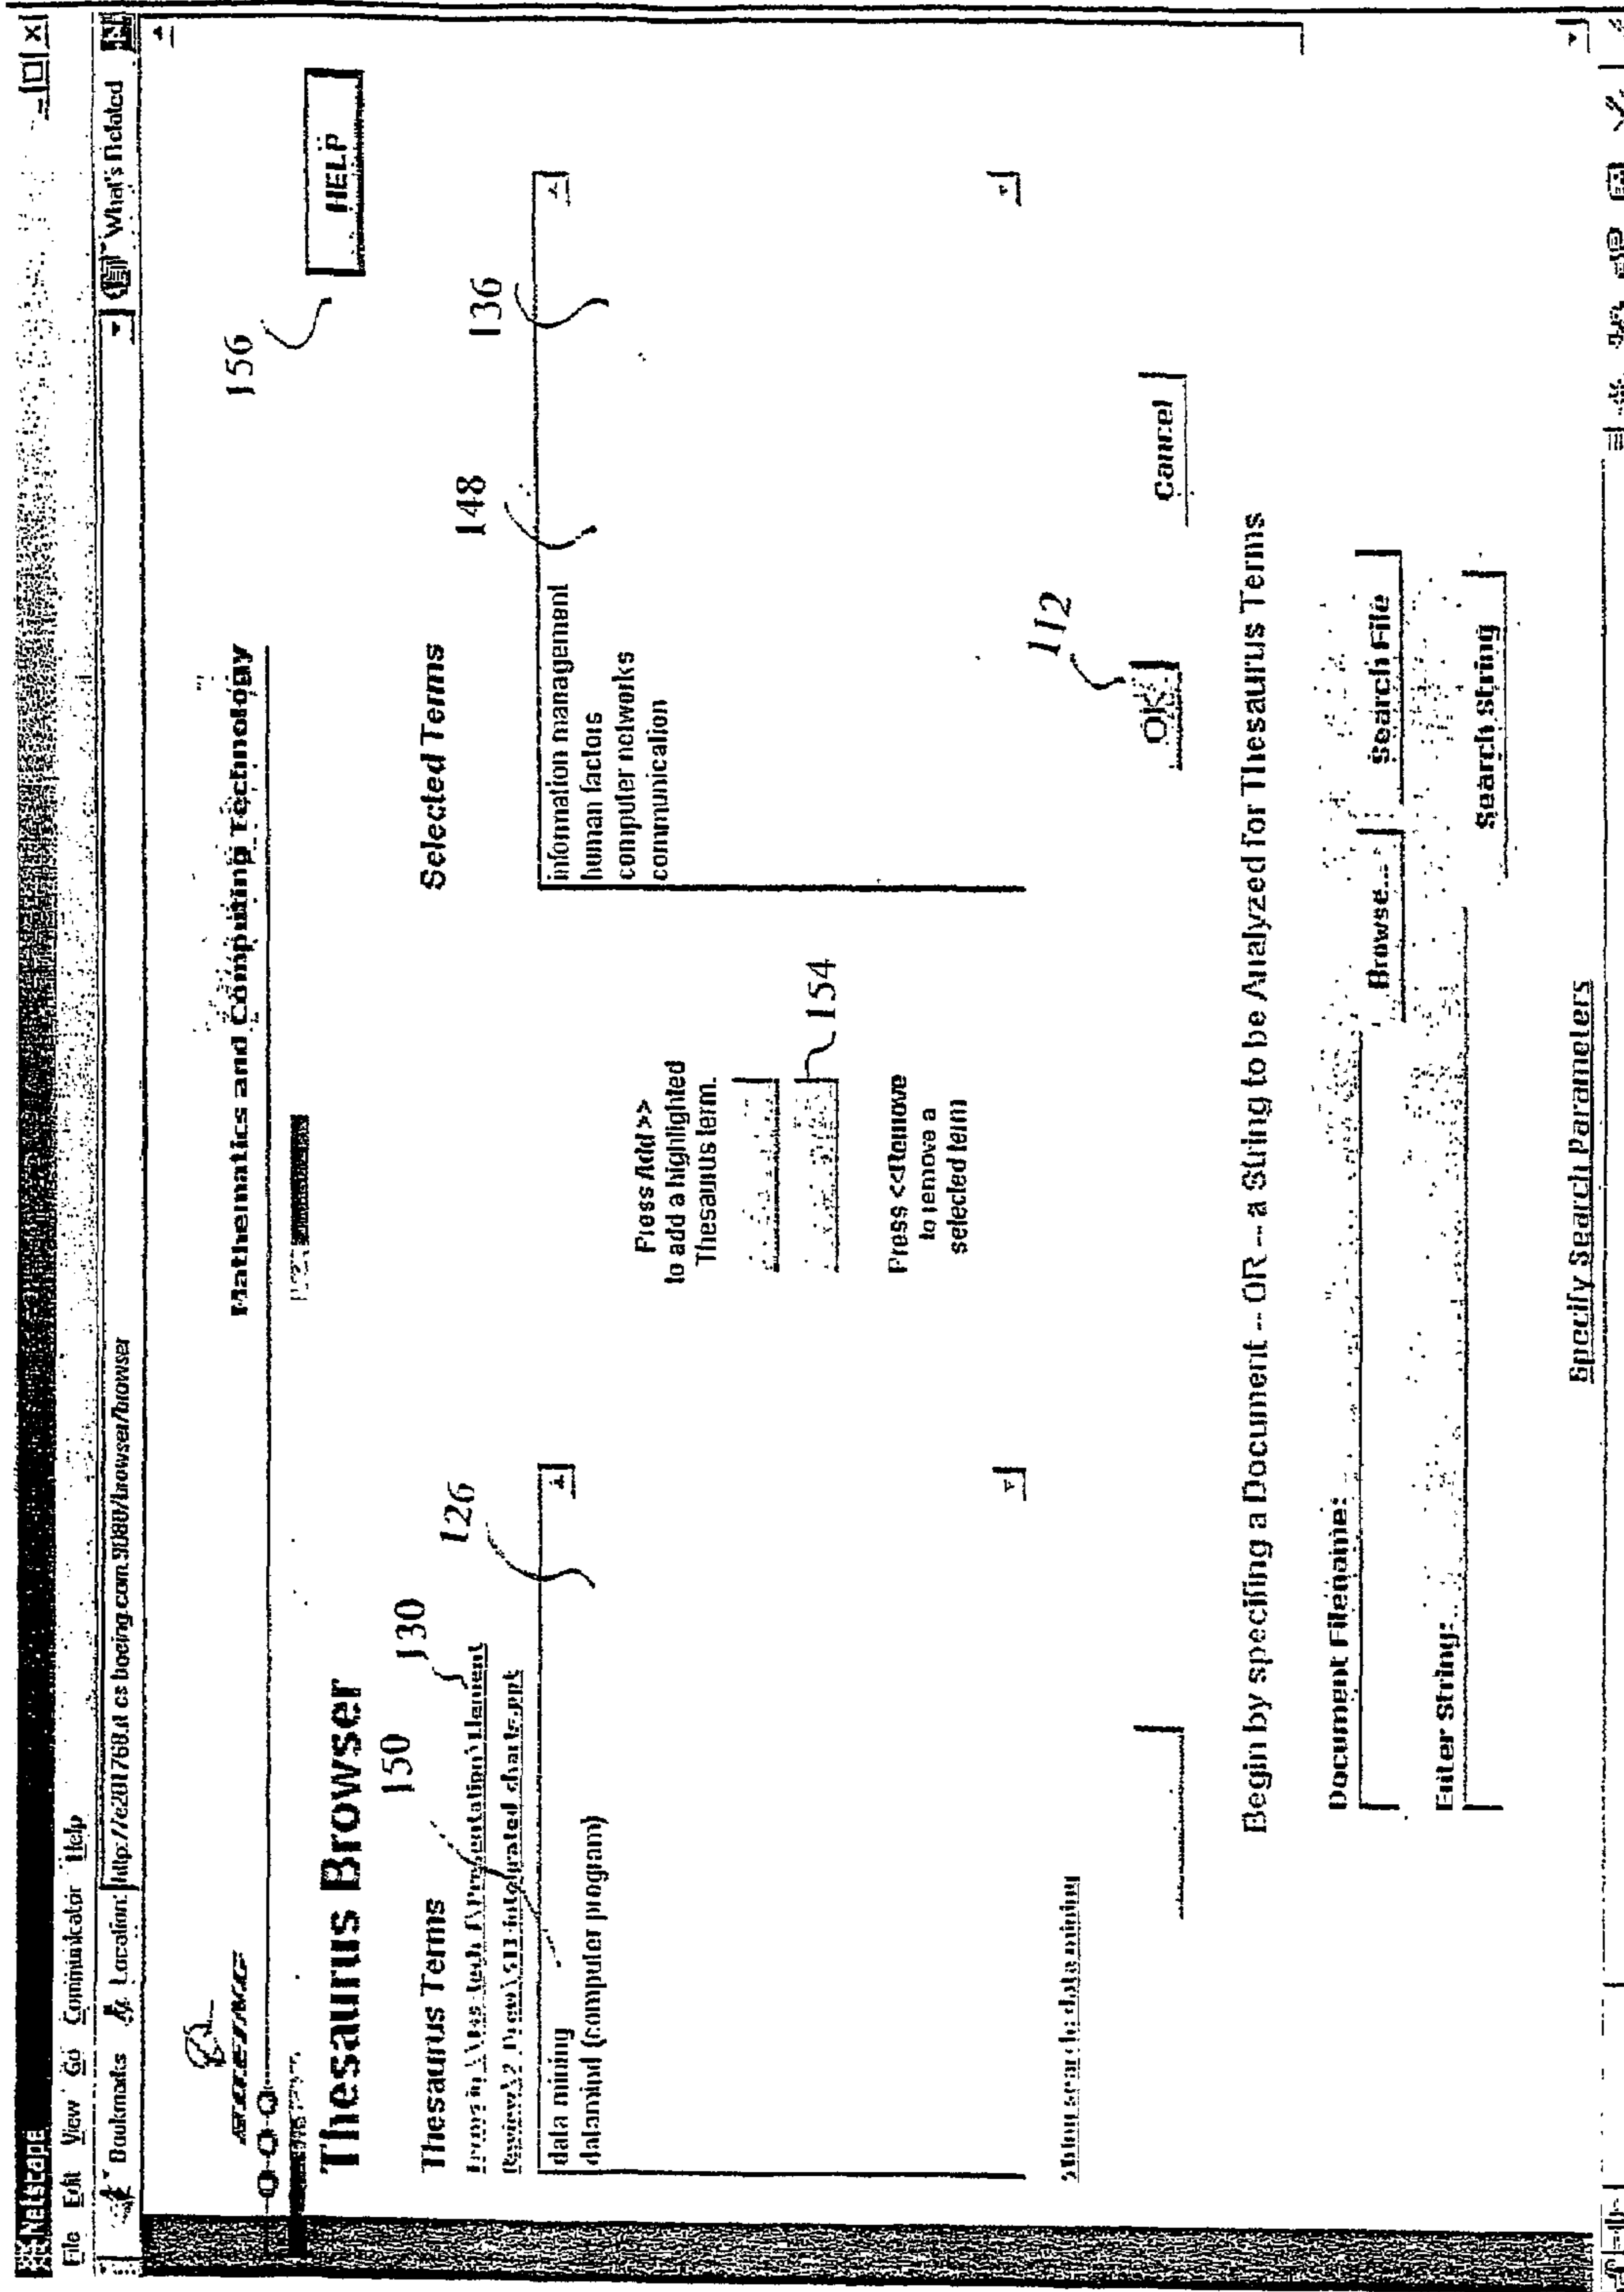 Netscape
File Edit View Go Communicator Help
Bookmarks Location: http://e201768.rt.cs.boeing.com:9080/browser/browser What's Related
BOEING
Mathematics and Computing Technology
156
HELP
Thesaurus Browser
150
130
126
148
136
Thesaurus Terms
Selected Terms
data mining
datamind (computer program)
information management
human factors
computer networks
communication
Press Add>>
to add a highlighted
Thesaurus term.
154
Press <<Remove
to remove a
selected term
data mining
112
OK
Cancel
Begin by specifing a Document -- OR -- a String to be Analyzed for Thesaurus Terms
Document Filename:
Browse...
Search File
Enter String:
Search String
Specify Search Parameters